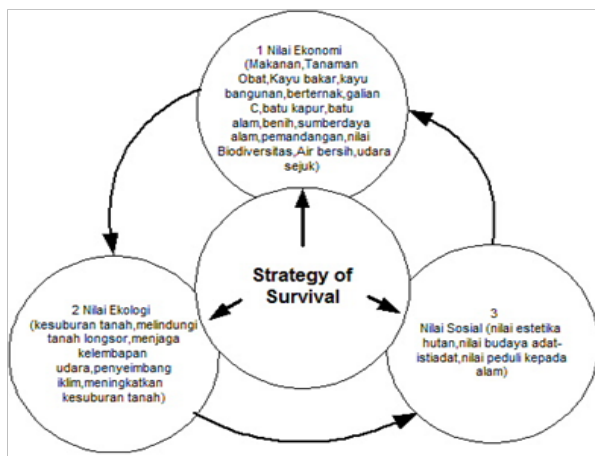 1 Nilai Ekonomi
(Makanan,Tanaman
Obat,Kayu bakar,kayu
bangunan,berternak,galian
C,batu kapur,batu
alam,benih,sumberdaya
alam,pemandangan,nilai
Biodiversitas,Air bersih,udara
sejuk)
Strategy of
Survival
2 Nilai Ekologi
(kesuburan tanah,melindungi
tanah longsor,menjaga
kelembapan
udara,penyeimbang
iklim,meningkatkan
kesuburan tanah)
3
Nilai Sosial (nilai estetika
hutan,nilai budaya adat-
istiadat,nilai peduli kepada
alam)